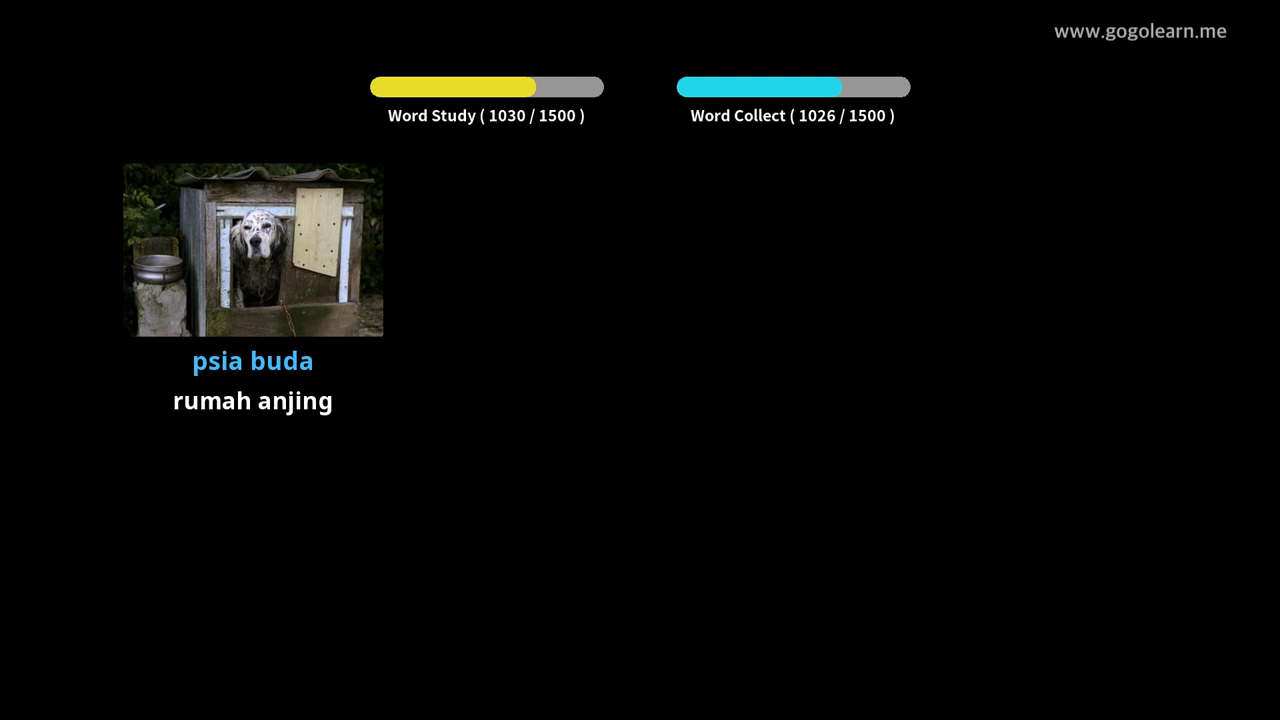 www.gogolearn.me
Word Study ( 1030 / 1500 )
Word Collect ( 1026 / 1500 )
psia buda
rumah anjing